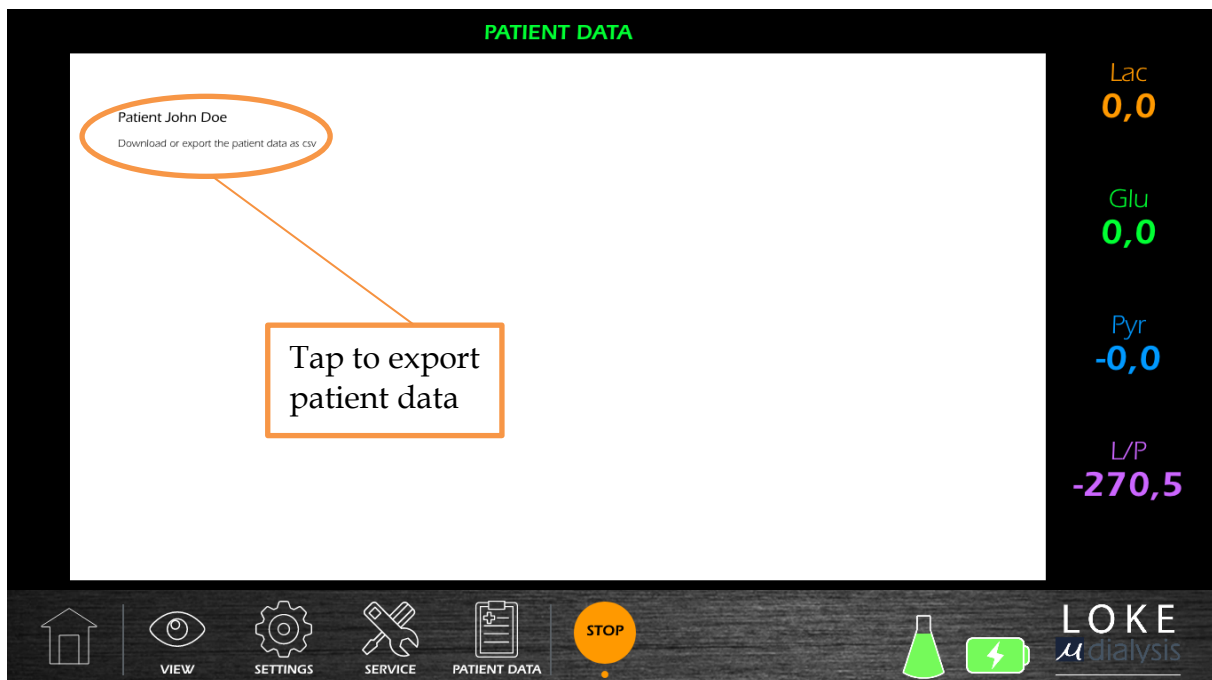 PATIENT DATA
Patient John Doe
Download or export the patient data as csv
Tap to export
patient data
Lac
0,0
Glu
0,0
Pyr
-0,0
L/P
-270,5
VIEW
SETTINGS
SERVICE
PATIENT DATA
STOP
LOKE
μdialysis